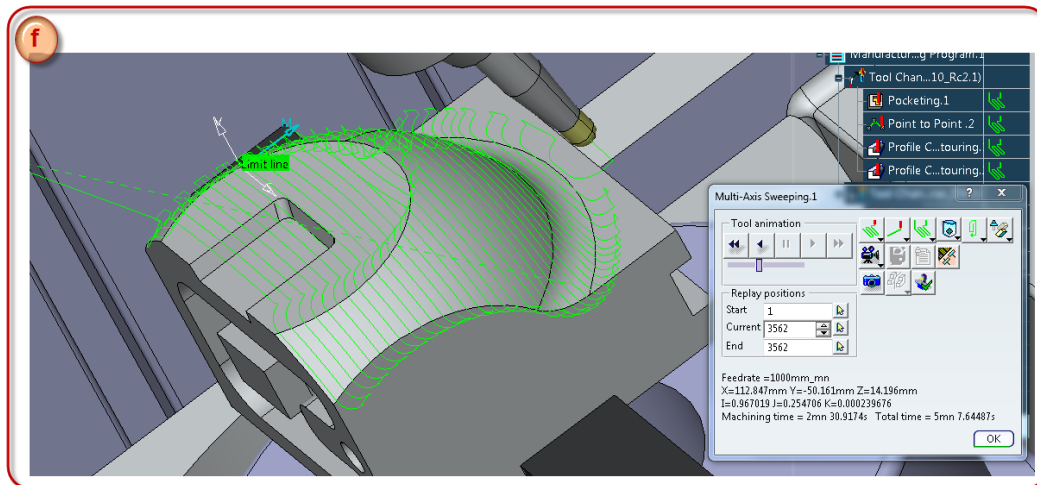 f
Manufactur...g Program.1
Tool Chan...10_Rc2.1)
Pocketing.1
Point to Point .2
Profile C...touring.
Profile C...touring.
Limit line
Multi-Axis Sweeping.1
Tool animation
Replay positions
Start 1
Current 3562
End 3562
Feedrate =1000mm_mn
X=112.847mm Y=-50.161mm Z=14.196mm
I=0.967019 J=0.254706 K=0.000239676
Machining time = 2mn 30.9174s Total time = 5mn 7.64487s
OK